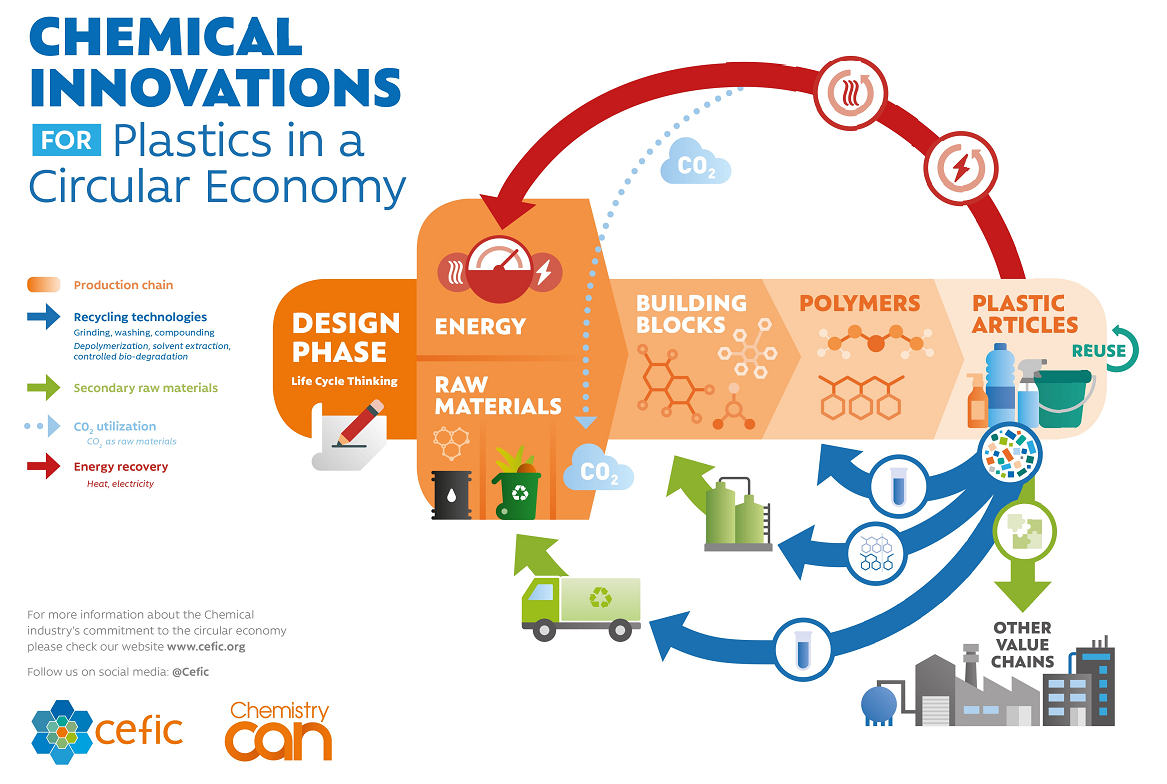 CHEMICAL
INNOVATIONS
FOR Plastics in a
Circular Economy
Production chain
Recycling technologies
Grinding, washing, compounding
Depolymerization, solvent extraction,
controlled bio-degradation
Secondary raw materials
CO₂ utilization
CO₂ as raw materials
Energy recovery
Heat, electricity
DESIGN
PHASE
Life Cycle Thinking
ENERGY
RAW
MATERIALS
CO₂
CO₂
BUILDING
BLOCKS
POLYMERS
PLASTIC
ARTICLES
REUSE
can
OTHER
VALUE
CHAINS
For more information about the Chemical
industry's commitment to the circular economy
please check our website www.cefic.org
Follow us on social media: @Cefic
cefic
Chemistry
can